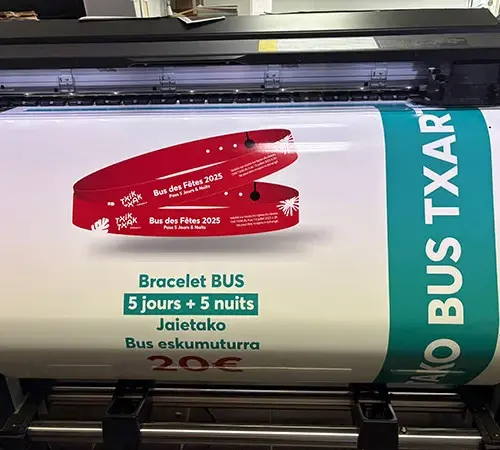 TXIK
TXAK
Bus des Fêtes 2025
Pass 5 Jours & Nuits
TXIK
TXAK
Bus des Fêtes 2025
Pass 5 Jours & Nuits
Bracelet BUS
5 jours + 5 nuits
Jaietako
Bus eskumuturra
20€
AKO BUS TXAR